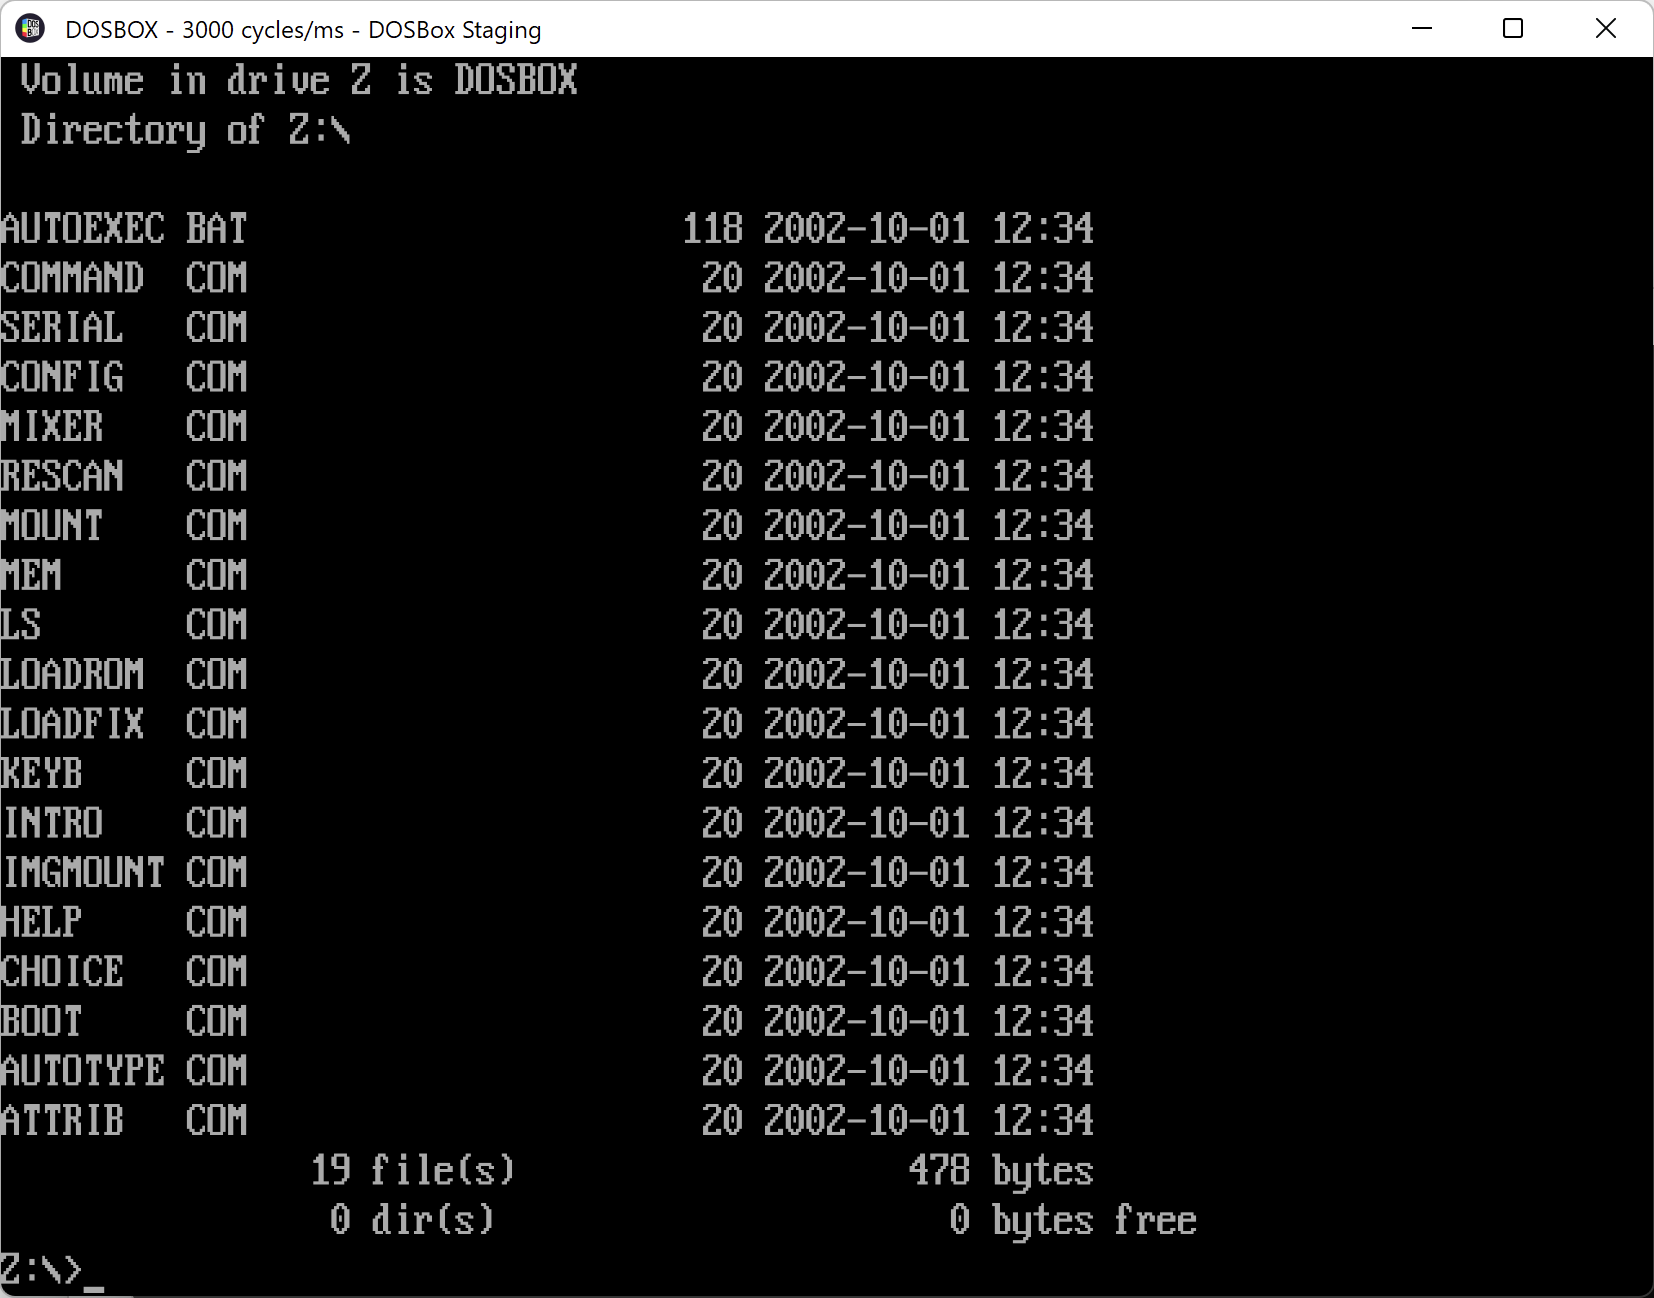 DOSBOX - 3000 cycles/ms - DOSBox Staging
Volume in drive Z is DOSBOX
Directory of Z:\
AUTOEXEC BAT 118 2002-10-01 12:34
COMMAND COM 20 2002-10-01 12:34
SERIAL COM 20 2002-10-01 12:34
CONFIG COM 20 2002-10-01 12:34
MIXER COM 20 2002-10-01 12:34
RESCAN COM 20 2002-10-01 12:34
MOUNT COM 20 2002-10-01 12:34
MEM COM 20 2002-10-01 12:34
LS COM 20 2002-10-01 12:34
LOADROM COM 20 2002-10-01 12:34
LOADFIX COM 20 2002-10-01 12:34
KEYB COM 20 2002-10-01 12:34
INTRO COM 20 2002-10-01 12:34
IMGMOUNT COM 20 2002-10-01 12:34
HELP COM 20 2002-10-01 12:34
CHOICE COM 20 2002-10-01 12:34
BOOT COM 20 2002-10-01 12:34
AUTOTYPE COM 20 2002-10-01 12:34
ATTRIB COM 20 2002-10-01 12:34
19 file(s) 478 bytes
0 dir(s) 0 bytes free
Z:\>_